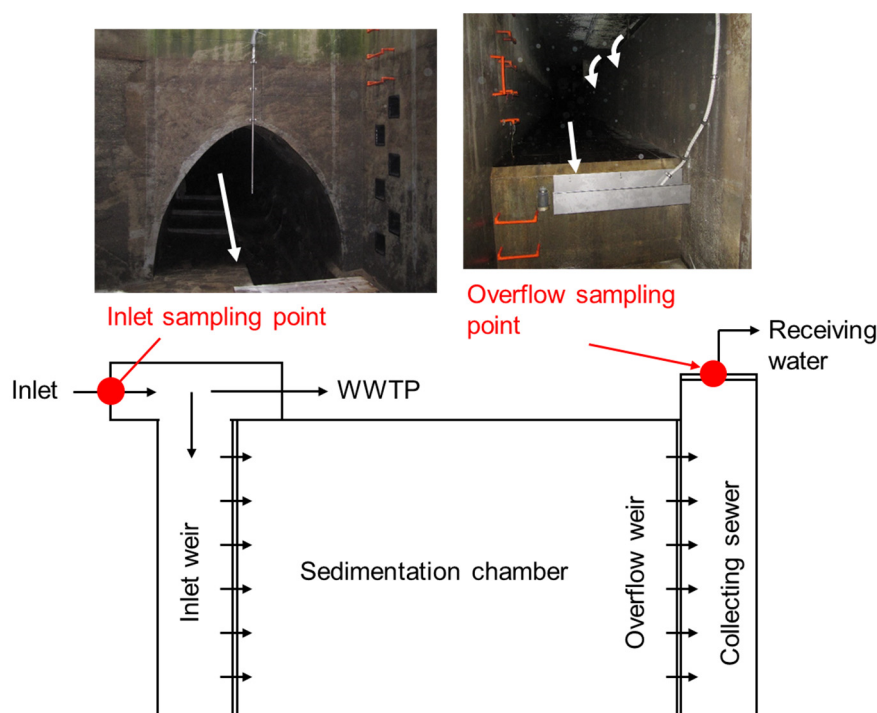 Inlet sampling point
Overflow sampling
point
Receiving
water
Inlet
WWTP
Inlet weir
Sedimentation chamber
Overflow weir
Collecting sewer